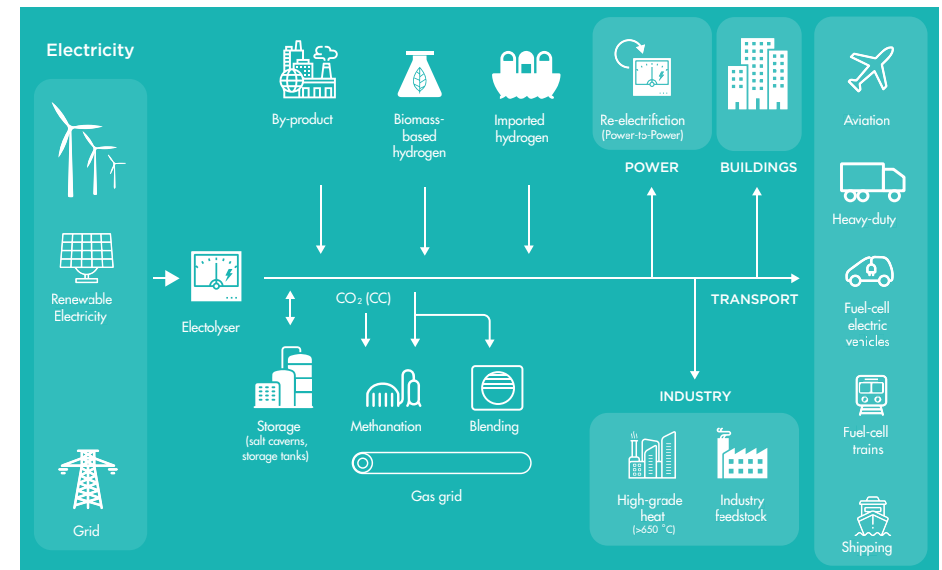 Electricity
Renewable
Electricity
Grid
Electolyser
By-product
Biomass-
based
hydrogen
Imported
hydrogen
CO₂ (CC)
Storage
(salt caverns,
storage tanks)
Methanation
Blending
Gas grid
Re-electrifiction
(Power-to-Power)
POWER
BUILDINGS
TRANSPORT
INDUSTRY
High-grade
heat
(>650 °C)
Industry
feedstock
Aviation
Heavy-duty
Fuel-cell
electric
vehicles
Fuel-cell
trains
Shipping